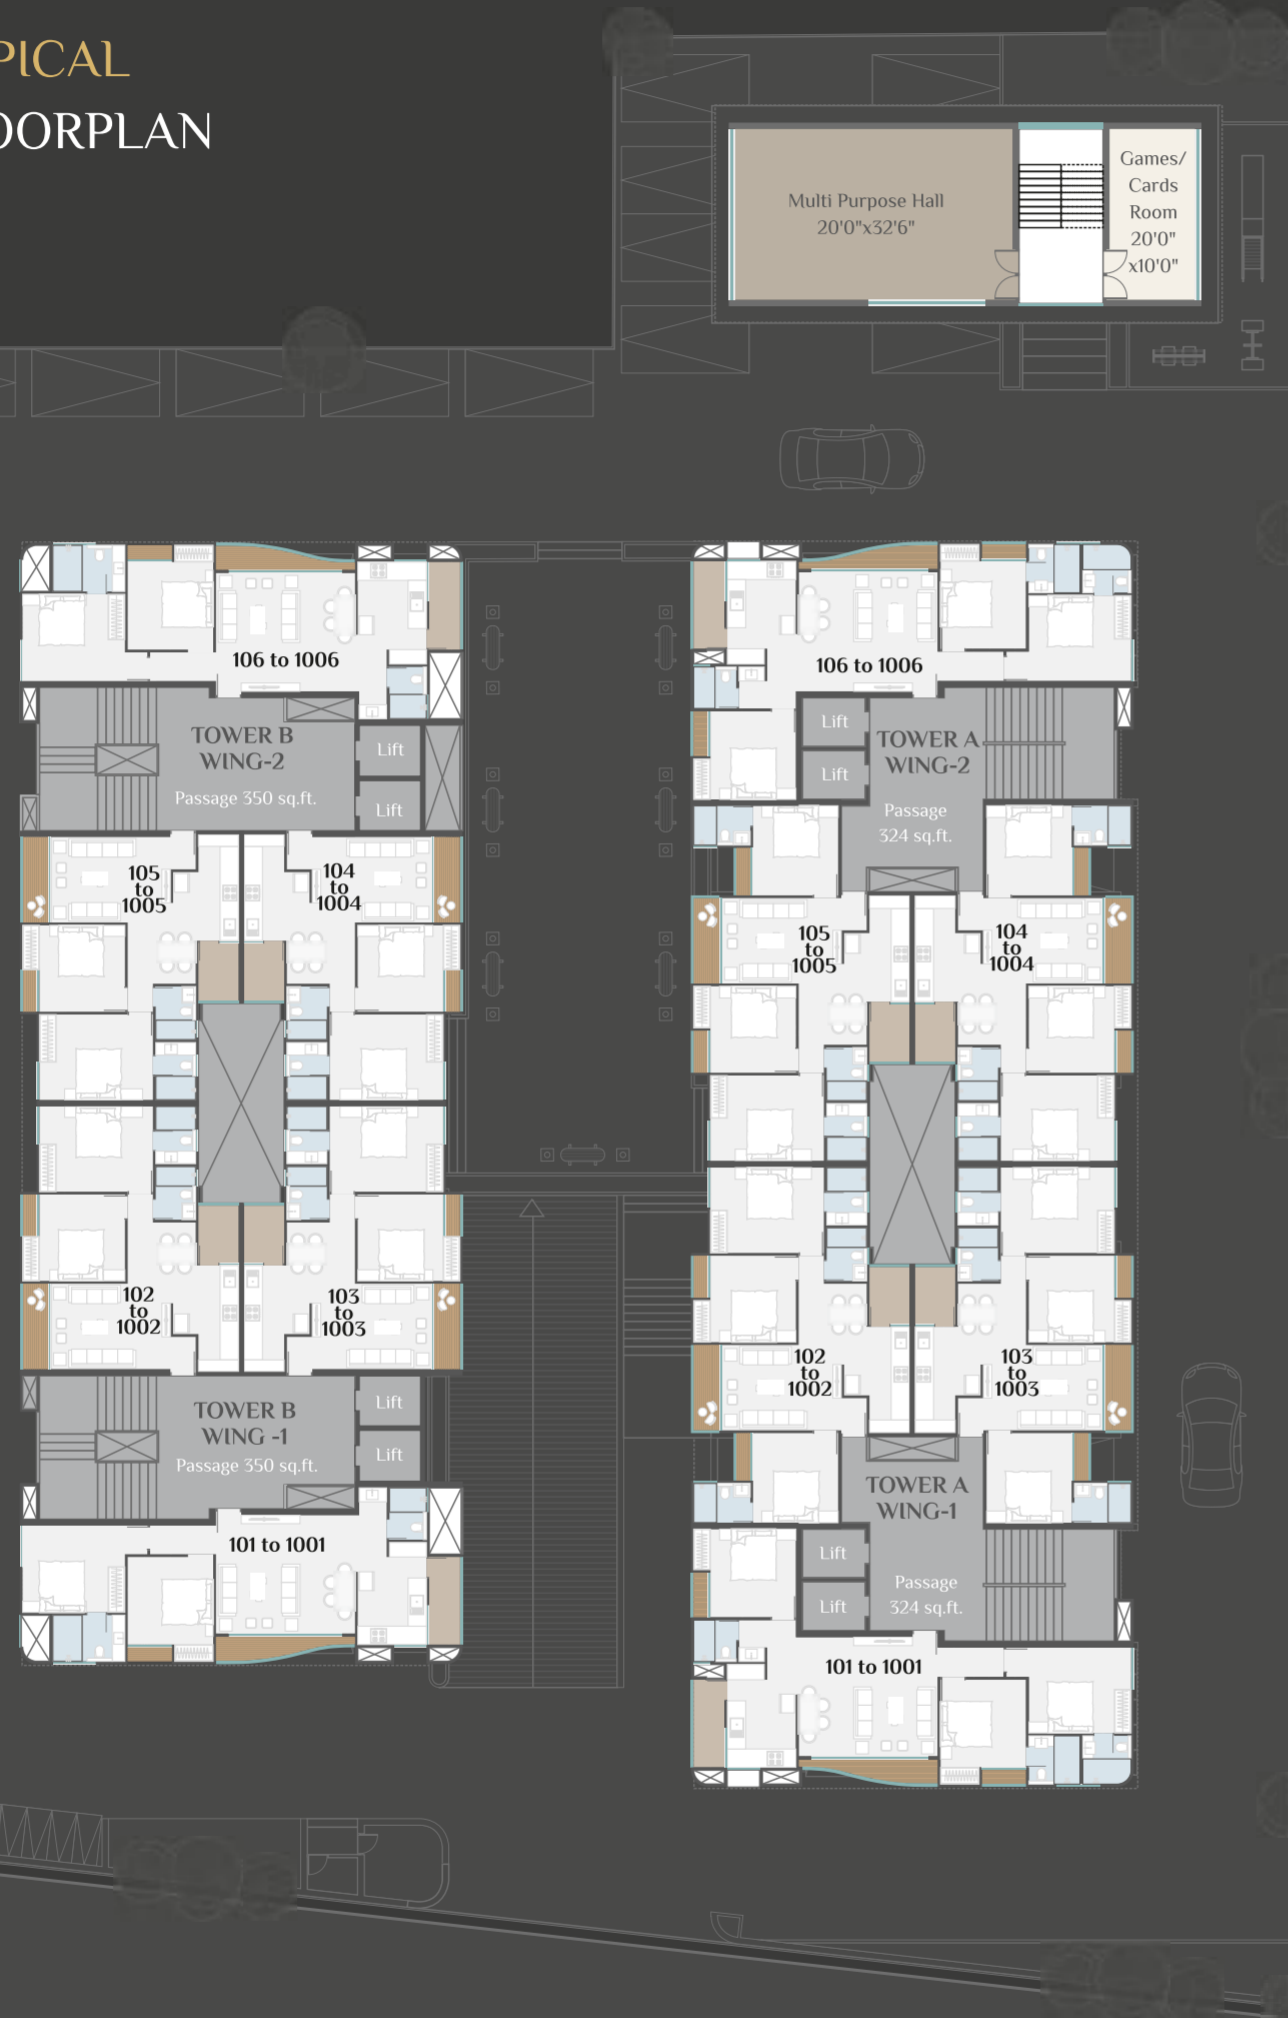 PICAL
OORPLAN
Multi Purpose Hall
20'0"x32'6"
Games/
Cards
Room
20'0"
x10'0"
106 to 1006
TOWER B
WING-2
Passage 350 sq.ft.
Lift
Lift
105
to
1005
104
to
1004
102
to
1002
103
to
1003
TOWER B
WING -1
Passage 350 sq.ft.
Lift
Lift
101 to 1001
106 to 1006
Lift
Lift
TOWER A
WING-2
Passage
324 sq.ft.
105
to
1005
104
to
1004
102
to
1002
103
to
1003
TOWER A
WING-1
Lift
Lift
Passage
324 sq.ft.
101 to 1001